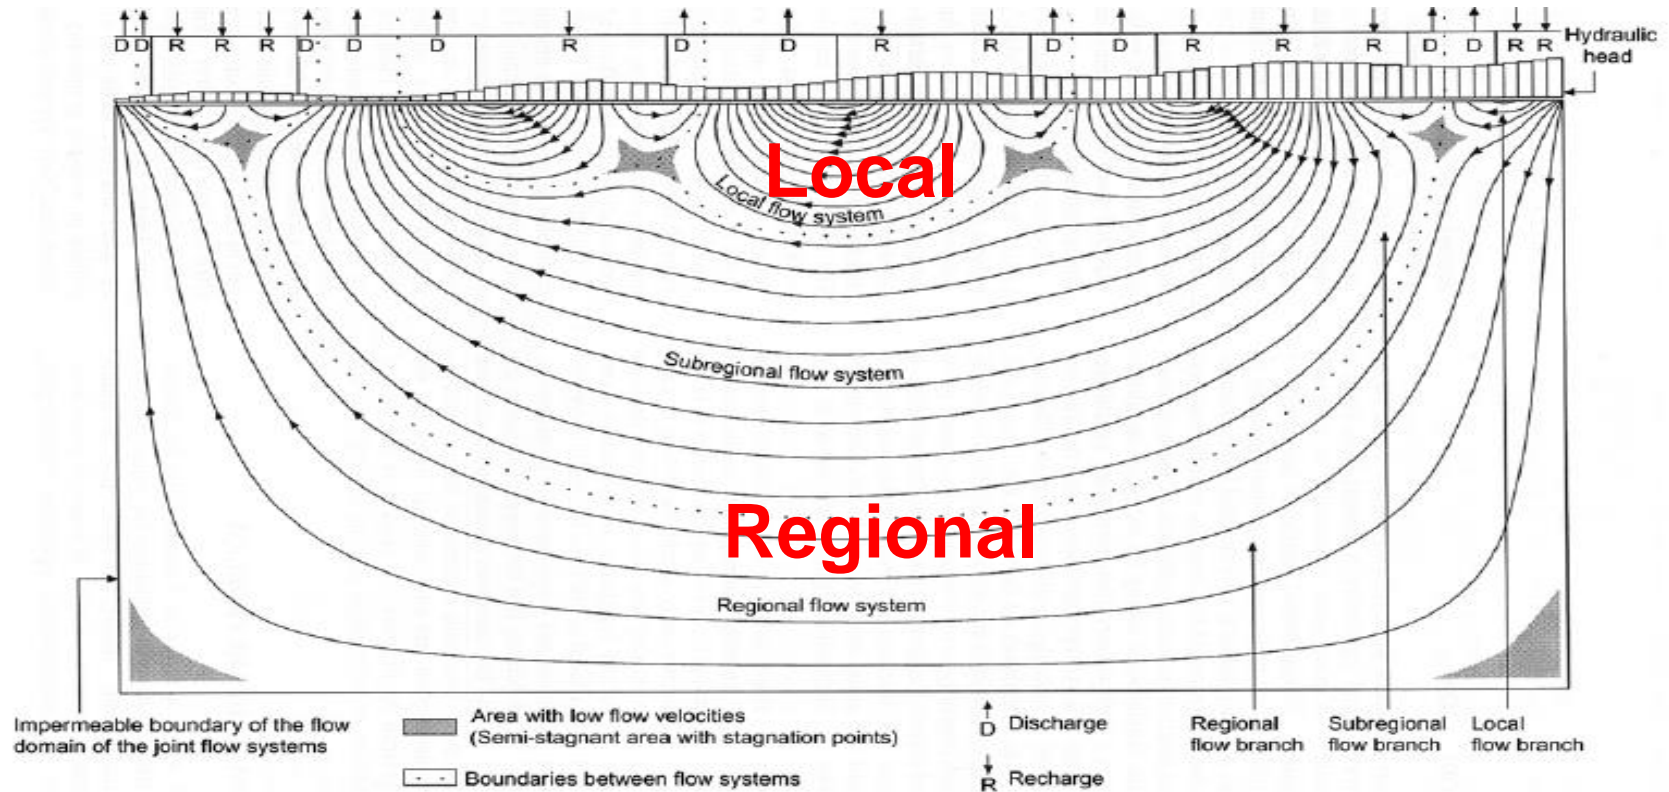 D D R R R D D D R D D R R D D R R R D D R R
Hydraulic
head
Local
Local flow system
Subregional flow system
Regional
Regional flow system
Impermeable boundary of the flow
domain of the joint flow systems
Area with low flow velocities
(Semi-stagnant area with stagnation points)
Boundaries between flow systems
D Discharge
R Recharge
Regional
flow branch
Subregional
flow branch
Local
flow branch